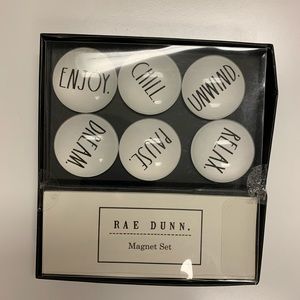 ENJOY.
CHILL
UNWIND.
DREAM.
PAUSE.
RELAX.
RAE DUNN.
Magnet Set